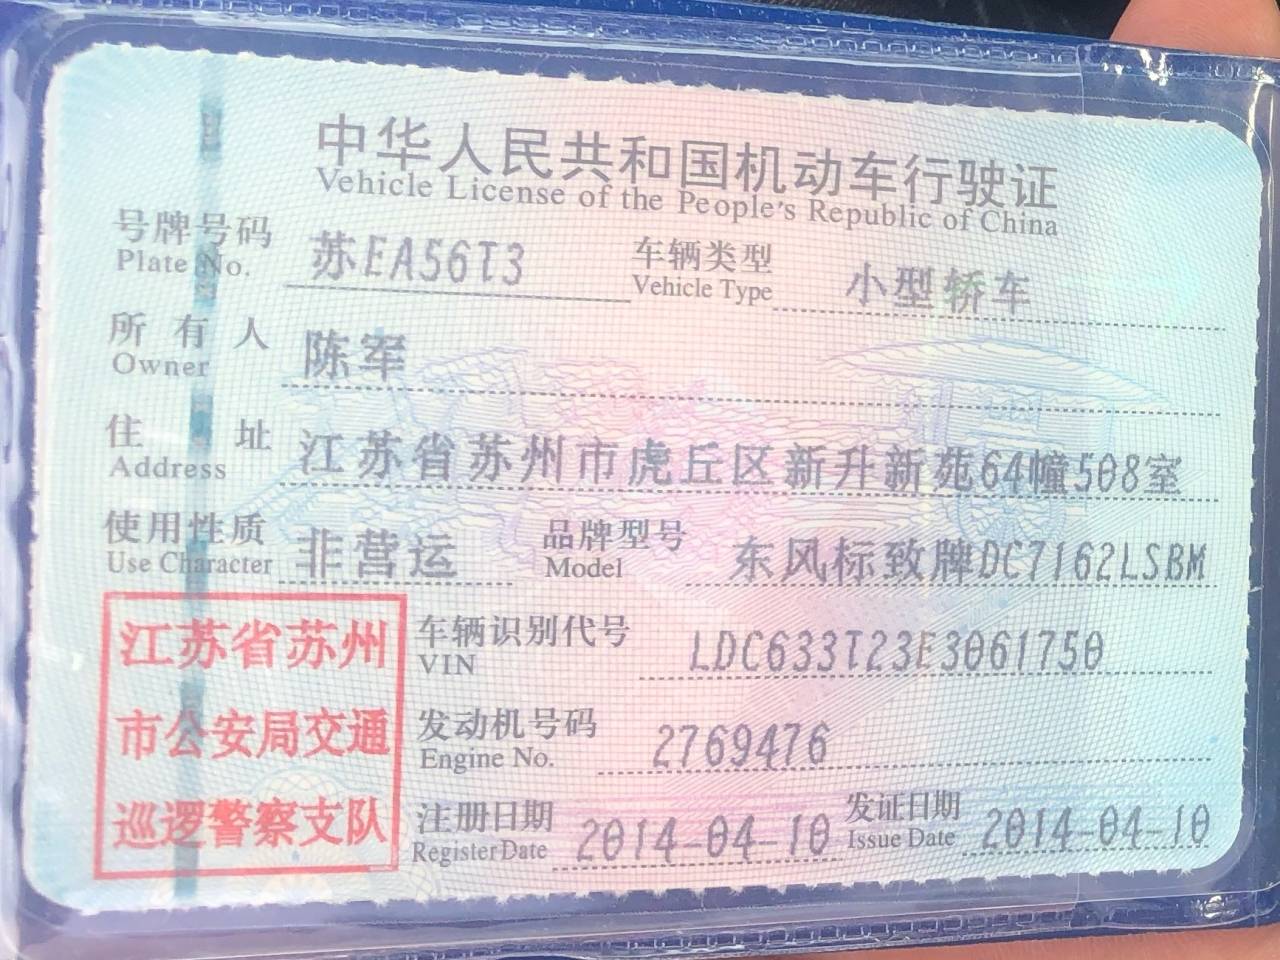 中华人民共和国机动车行驶证
Vehicle License of the People's Republic of China
号牌号码 苏EA56T3 车辆类型 小型轿车
Plate No. Vehicle Type
所有人 陈军
Owner
住址 江苏省苏州市虎丘区新升新苑64幢508室
Address
使用性质 非营运 品牌型号 东风标致牌DC7162LSBM
Use Character Model
江苏省苏州
市公安局交通
巡逻警察支队
车辆识别代号 LDC633T23E3061750
VIN
发动机号码 2769476
Engine No.
注册日期 2014-04-10 发证日期 2014-04-10
Register Date Issue Date